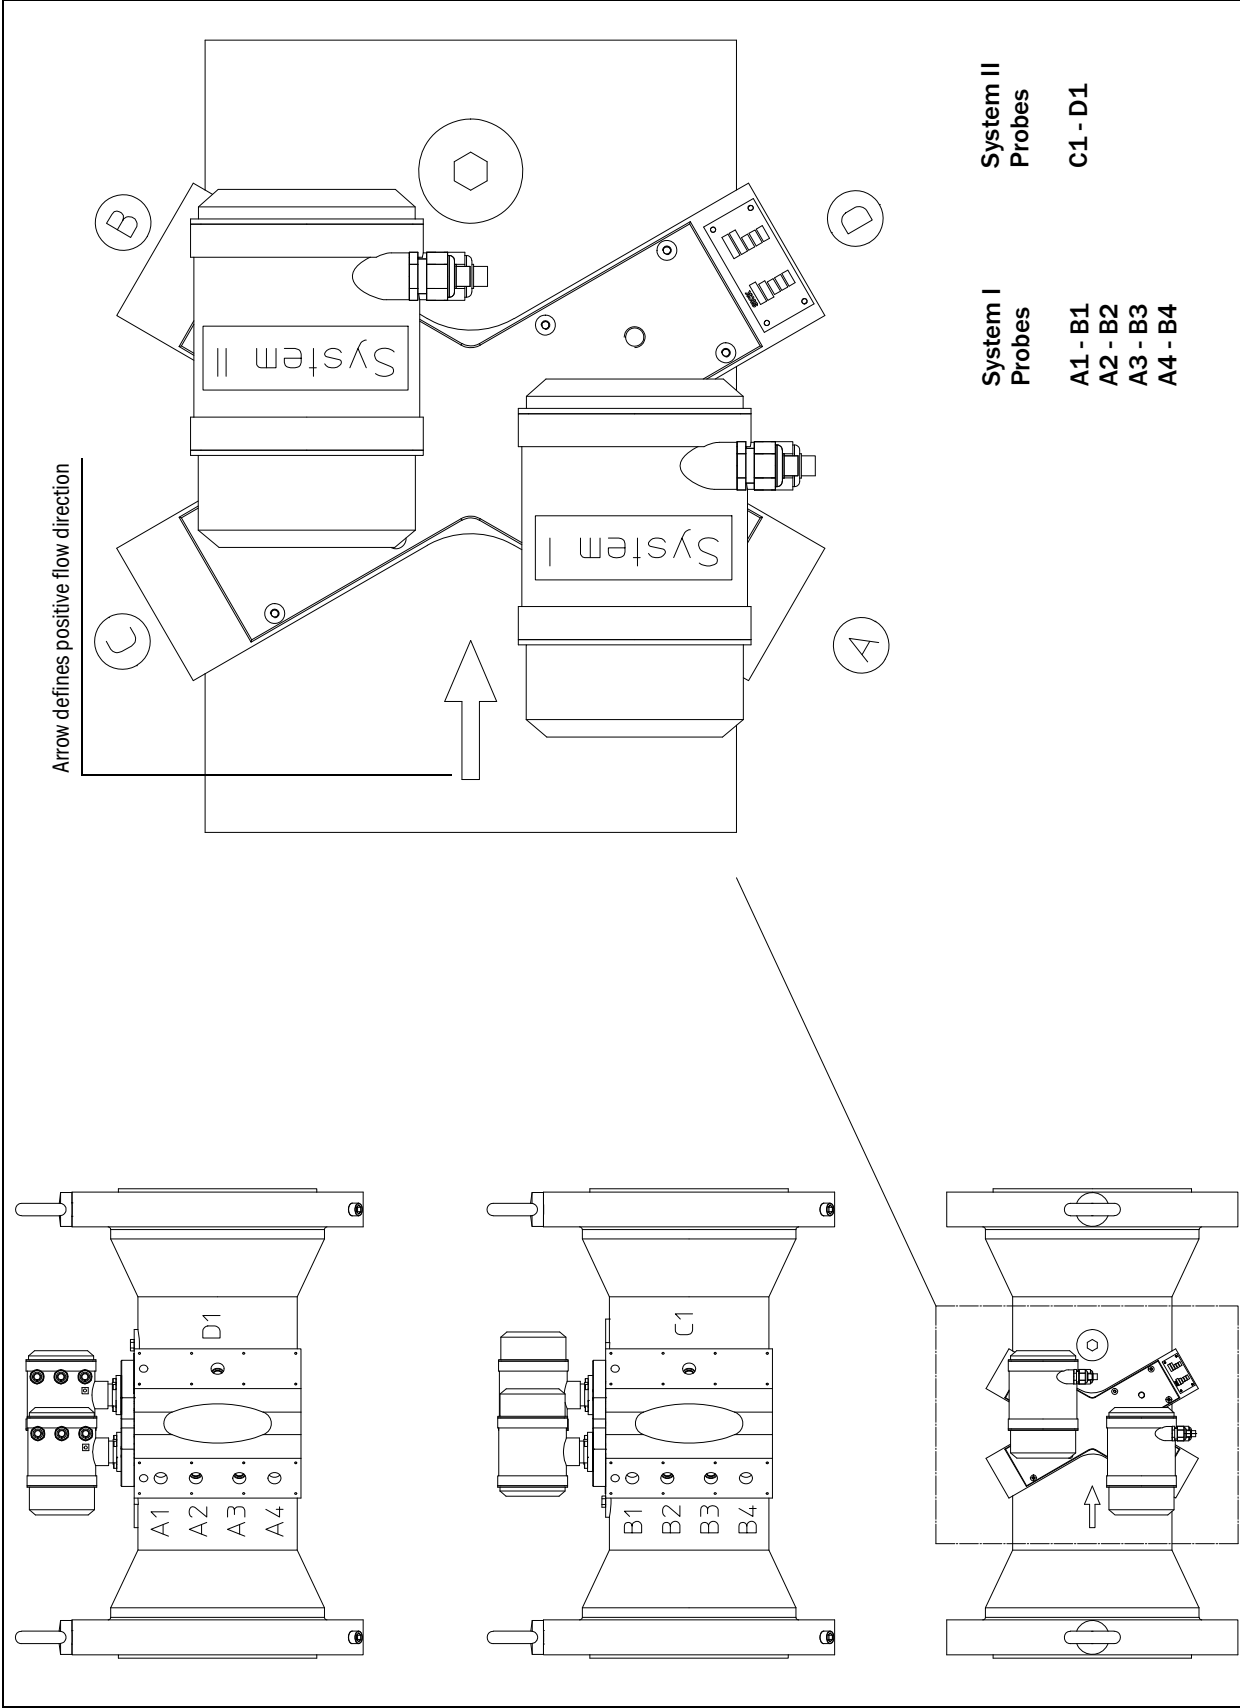 Arrow defines positive flow direction
C
B
A
D
System II
System I
System I
Probes
A1 - B1
A2 - B2
A3 - B3
A4 - B4
System II
Probes
C1 - D1
A1
A2
A3
A4
D1
B1
B2
B3
B4
C1